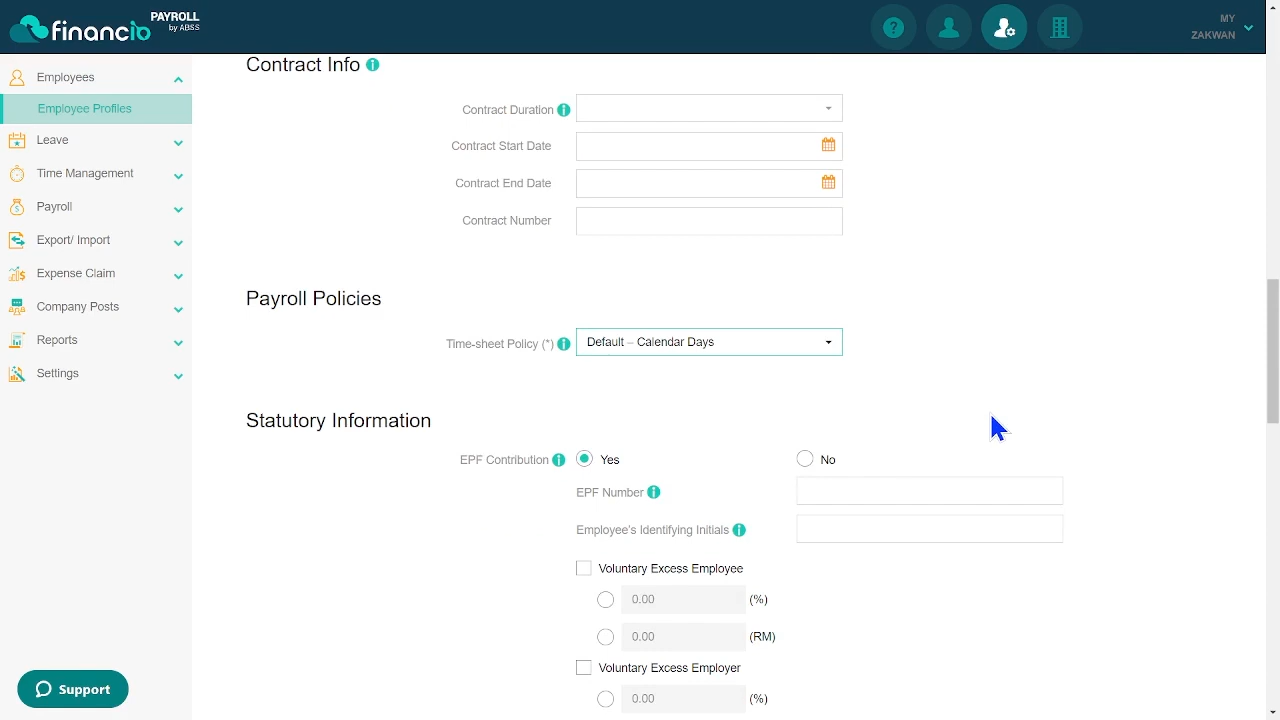 financio PAYROLL by ABSS
?
MY ZAKWAN
Employees
Employee Profiles
Leave
Time Management
Payroll
Export/ Import
Expense Claim
Company Posts
Reports
Settings
Support
Contract Info i
Contract Duration i
Contract Start Date
Contract End Date
Contract Number
Payroll Policies
Time-sheet Policy (*) i Default – Calendar Days
Statutory Information
EPF Contribution i Yes No
EPF Number i
Employee's Identifying Initials i
Voluntary Excess Employee
0.00 (%)
0.00 (RM)
Voluntary Excess Employer
0.00 (%)